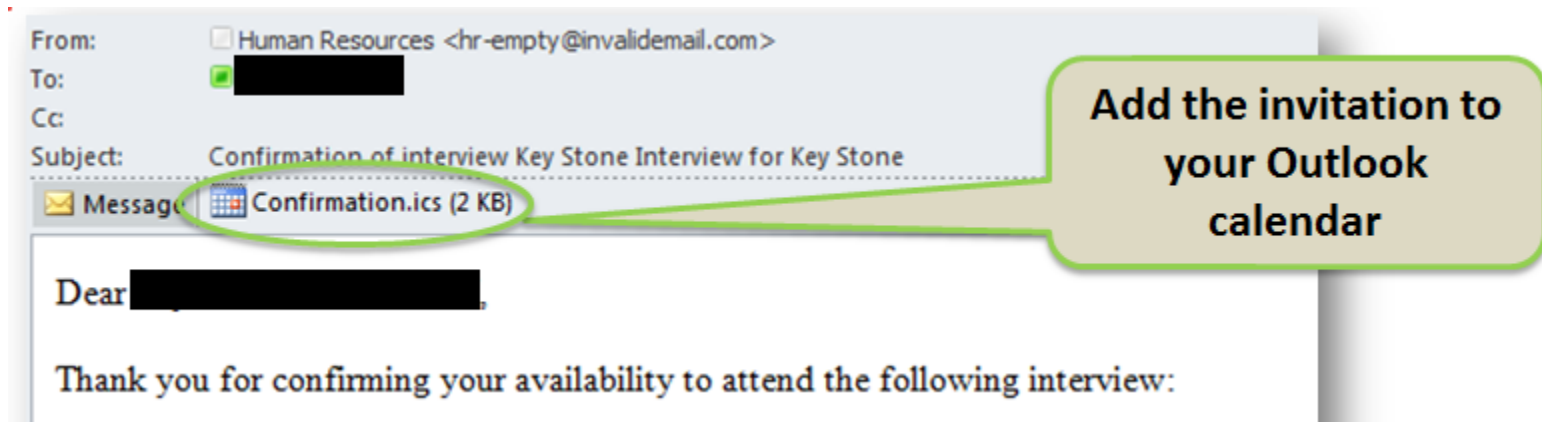 From: Human Resources <hr-empty@invalidemail.com>
To:
Cc:
Subject: Confirmation of interview Key Stone Interview for Key Stone
Message Confirmation.ics (2 KB)
Add the invitation to
your Outlook
calendar
Dear ,
Thank you for confirming your availability to attend the following interview: